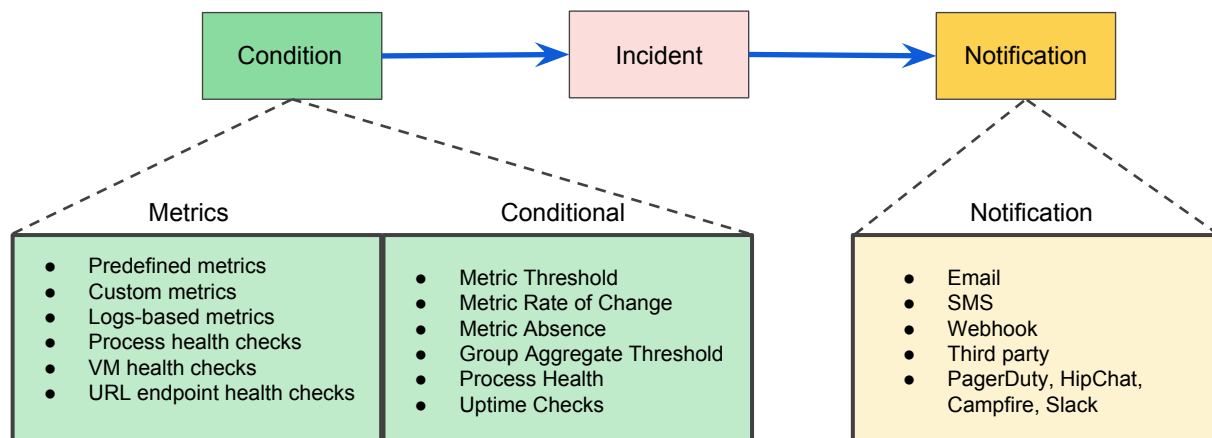 Condition
Incident
Notification
Metrics
● Predefined metrics
● Custom metrics
● Logs-based metrics
● Process health checks
● VM health checks
● URL endpoint health checks
Conditional
● Metric Threshold
● Metric Rate of Change
● Metric Absence
● Group Aggregate Threshold
● Process Health
● Uptime Checks
Notification
● Email
● SMS
● Webhook
● Third party
● PagerDuty, HipChat,
Campfire, Slack